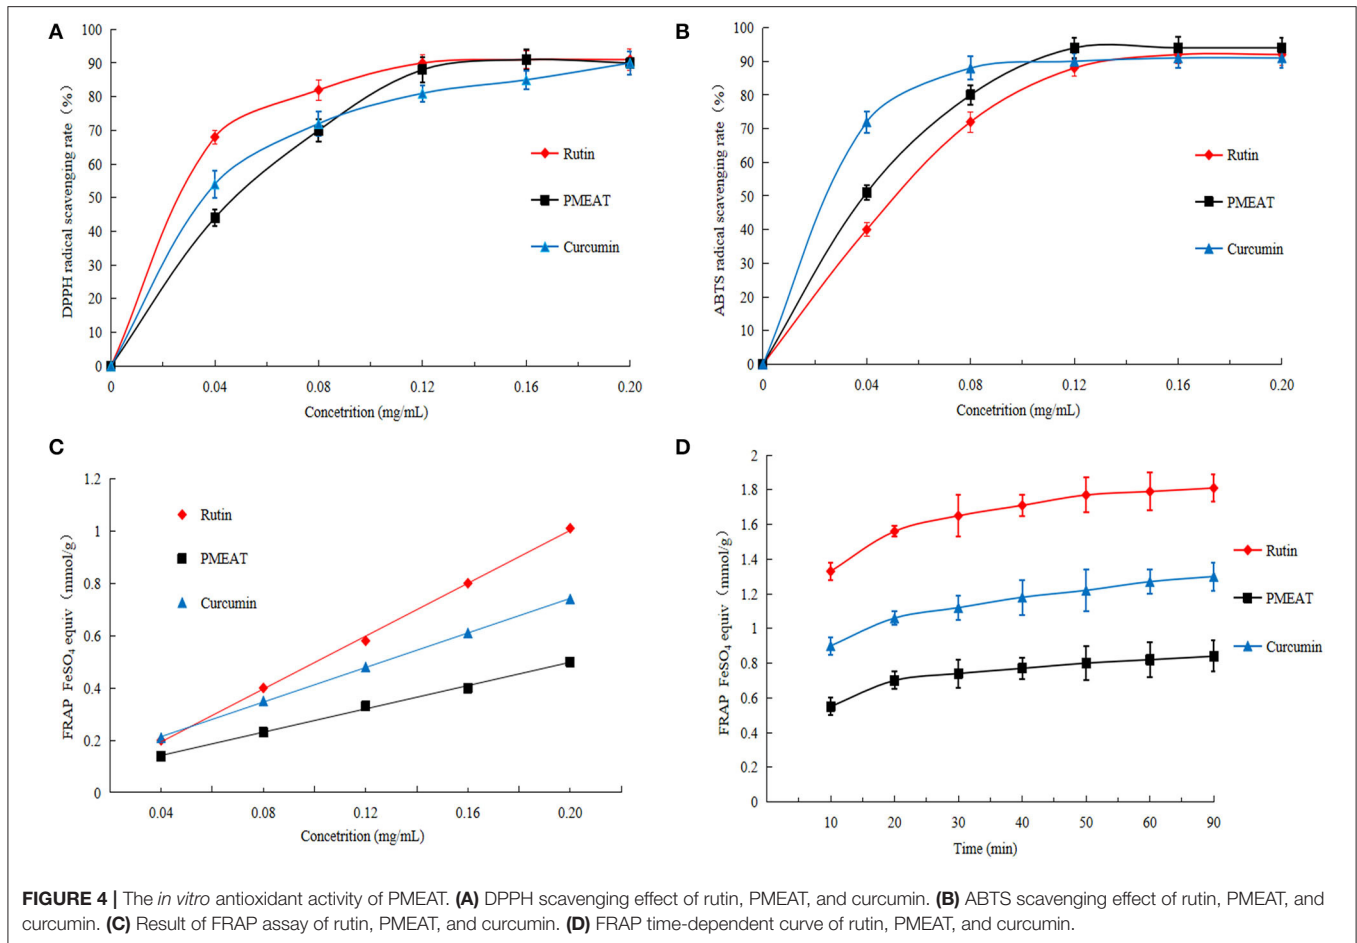 A
100
90
80
70
60
50
40
30
20
10
0
DPPH radical scavenging rate (%)
0 0.04 0.08 0.12 0.16 0.20
Concetrition (mg/mL)
Rutin
PMEAT
Curcumin
B
100
90
80
70
60
50
40
30
20
10
0
ABTS radical scavenging rate (%)
0 0.04 0.08 0.12 0.16 0.20
Concetrition (mg/mL)
Rutin
PMEAT
Curcumin
C
1.2
1
0.8
0.6
0.4
0.2
0
FRAP FeSO4 equiv (mmol/g)
0.04 0.08 0.12 0.16 0.20
Concetrition (mg/mL)
Rutin
PMEAT
Curcumin
D
2
1.8
1.6
1.4
1.2
1
0.8
0.6
0.4
0.2
0
FRAP FeSO4 equiv (mmol/g)
10 20 30 40 50 60 90
Time (min)
Rutin
PMEAT
Curcumin
FIGURE 4 | The in vitro antioxidant activity of PMEAT. (A) DPPH scavenging effect of rutin, PMEAT, and curcumin. (B) ABTS scavenging effect of rutin, PMEAT, and
curcumin. (C) Result of FRAP assay of rutin, PMEAT, and curcumin. (D) FRAP time-dependent curve of rutin, PMEAT, and curcumin.